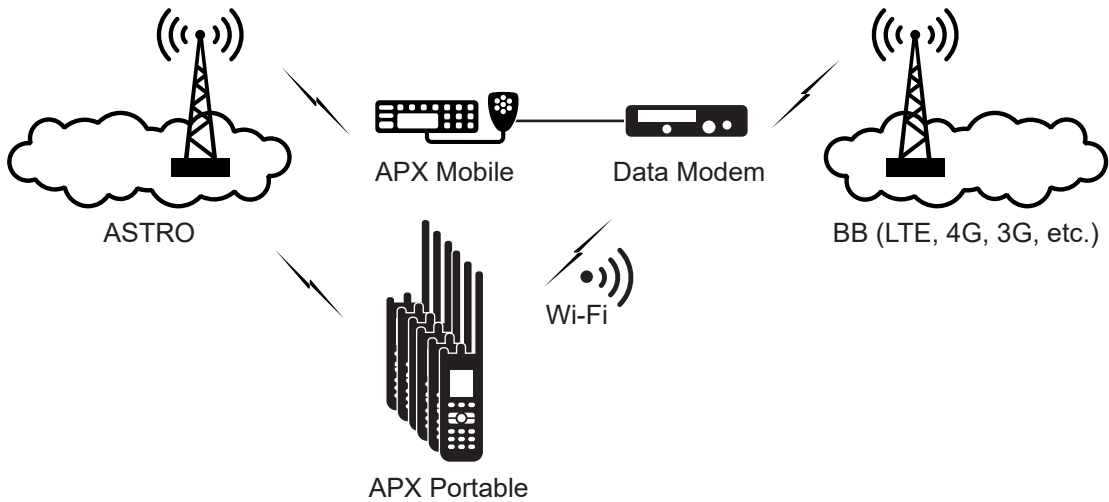 APX Mobile
Data Modem
ASTRO
BB (LTE, 4G, 3G, etc.)
Wi-Fi
APX Portable